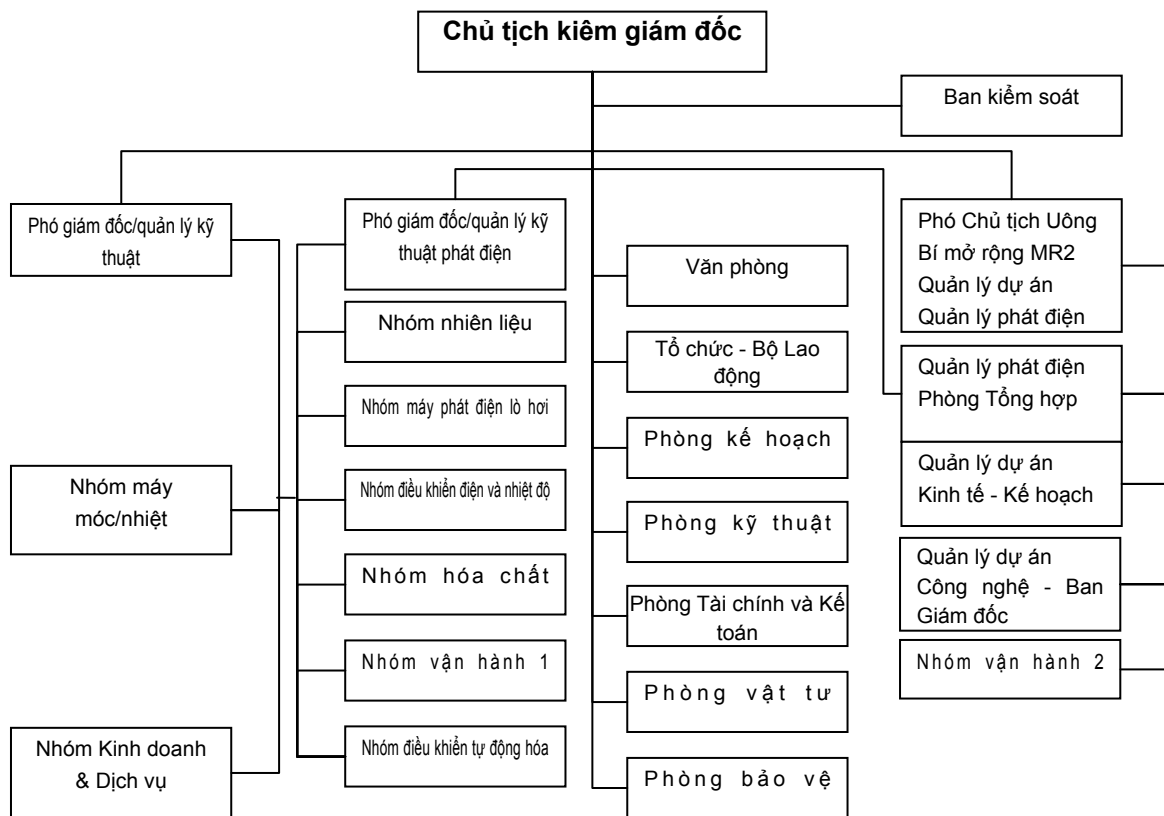 Chủ tịch kiêm giám đốc
Ban kiểm soát
Phó giám đốc/quản lý kỹ
thuật
Nhóm máy
móc/nhiệt
Nhóm Kinh doanh
& Dịch vụ
Phó giám đốc/quản lý kỹ
thuật phát điện
Nhóm nhiên liệu
Nhóm máy phát điện lò hơi
Nhóm điều khiển điện và nhiệt độ
Nhóm hóa chất
Nhóm vận hành 1
Nhóm điều khiển tự động hóa
Văn phòng
Tổ chức - Bộ Lao
động
Phòng kế hoạch
Phòng kỹ thuật
Phòng Tài chính và Kế
toán
Phòng vật tư
Phòng bảo vệ
Phó Chủ tịch Uông
Bí mở rộng MR2
Quản lý dự án
Quản lý phát điện
Quản lý phát điện
Phòng Tổng hợp
Quản lý dự án
Kinh tế - Kế hoạch
Quản lý dự án
Công nghệ - Ban
Giám đốc
Nhóm vận hành 2